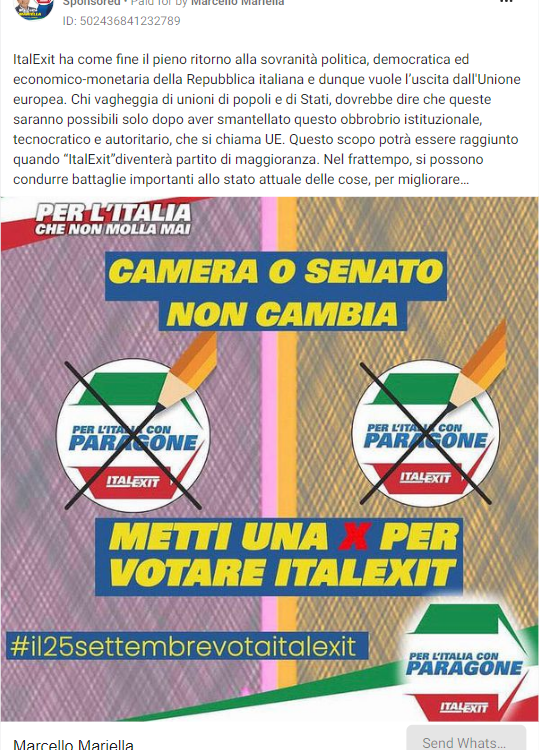 Sponsored • Paid for by Marcello Mariella
ID: 502436841232789
ItalExit ha come fine il pieno ritorno alla sovranità politica, democratica ed
economico-monetaria della Repubblica italiana e dunque vuole l'uscita dall'Unione
europea. Chi vagheggia di unioni di popoli e di Stati, dovrebbe dire che queste
saranno possibili solo dopo aver smantellato questo obbrobrio istituzionale,
tecnocratico e autoritario, che si chiama UE. Questo scopo potrà essere raggiunto
quando “ItalExit”diventerà partito di maggioranza. Nel frattempo, si possono
condurre battaglie importanti allo stato attuale delle cose, per migliorare...
PER L'ITALIA
CHE NON MOLLA MAI
CAMERA O SENATO
NON CAMBIA
PER L'ITALIA CON
PARAGONE
ITALEXIT
PER L'ITALIA CON
PARAGONE
ITALEXIT
METTI UNA X PER
VOTARE ITALEXIT
#il25settembrevotaitalexit
PER L'ITALIA CON
PARAGONE
ITALEXIT
Marcello Mariella
Send Whats...